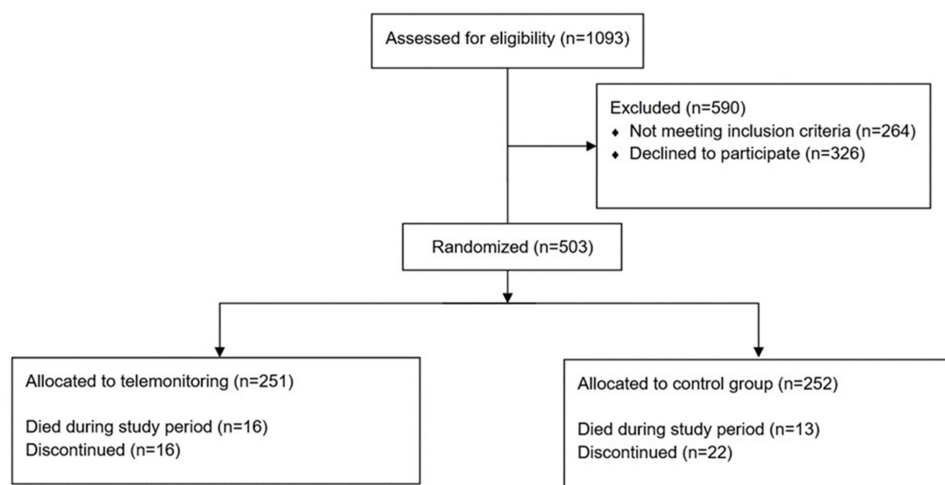 Assessed for eligibility (n=1093)
Excluded (n=590)
♦ Not meeting inclusion criteria (n=264)
♦ Declined to participate (n=326)
Randomized (n=503)
Allocated to telemonitoring (n=251)
Died during study period (n=16)
Discontinued (n=16)
Allocated to control group (n=252)
Died during study period (n=13)
Discontinued (n=22)